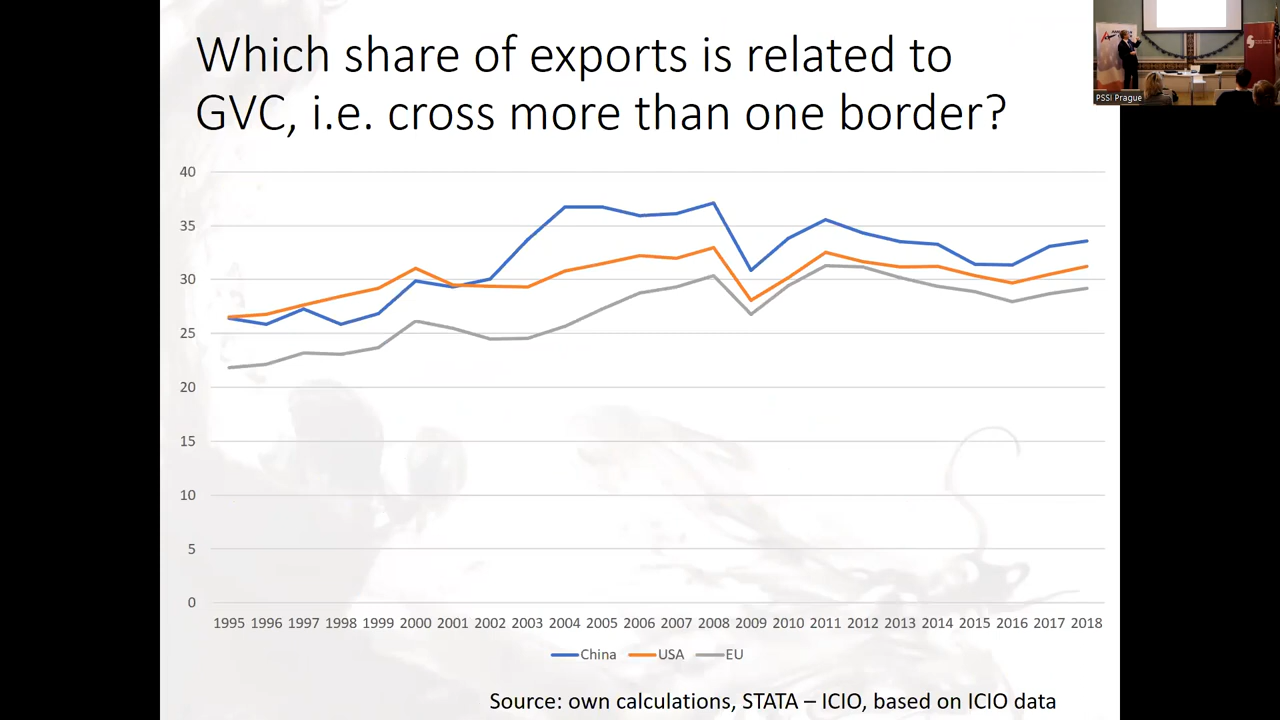 Which share of exports is related to
GVC, i.e. cross more than one border?
PSSI Prague
40
35
30
25
20
15
10
5
0
1995 1996 1997 1998 1999 2000 2001 2002 2003 2004 2005 2006 2007 2008 2009 2010 2011 2012 2013 2014 2015 2016 2017 2018
China USA EU
Source: own calculations, STATA – ICIO, based on ICIO data